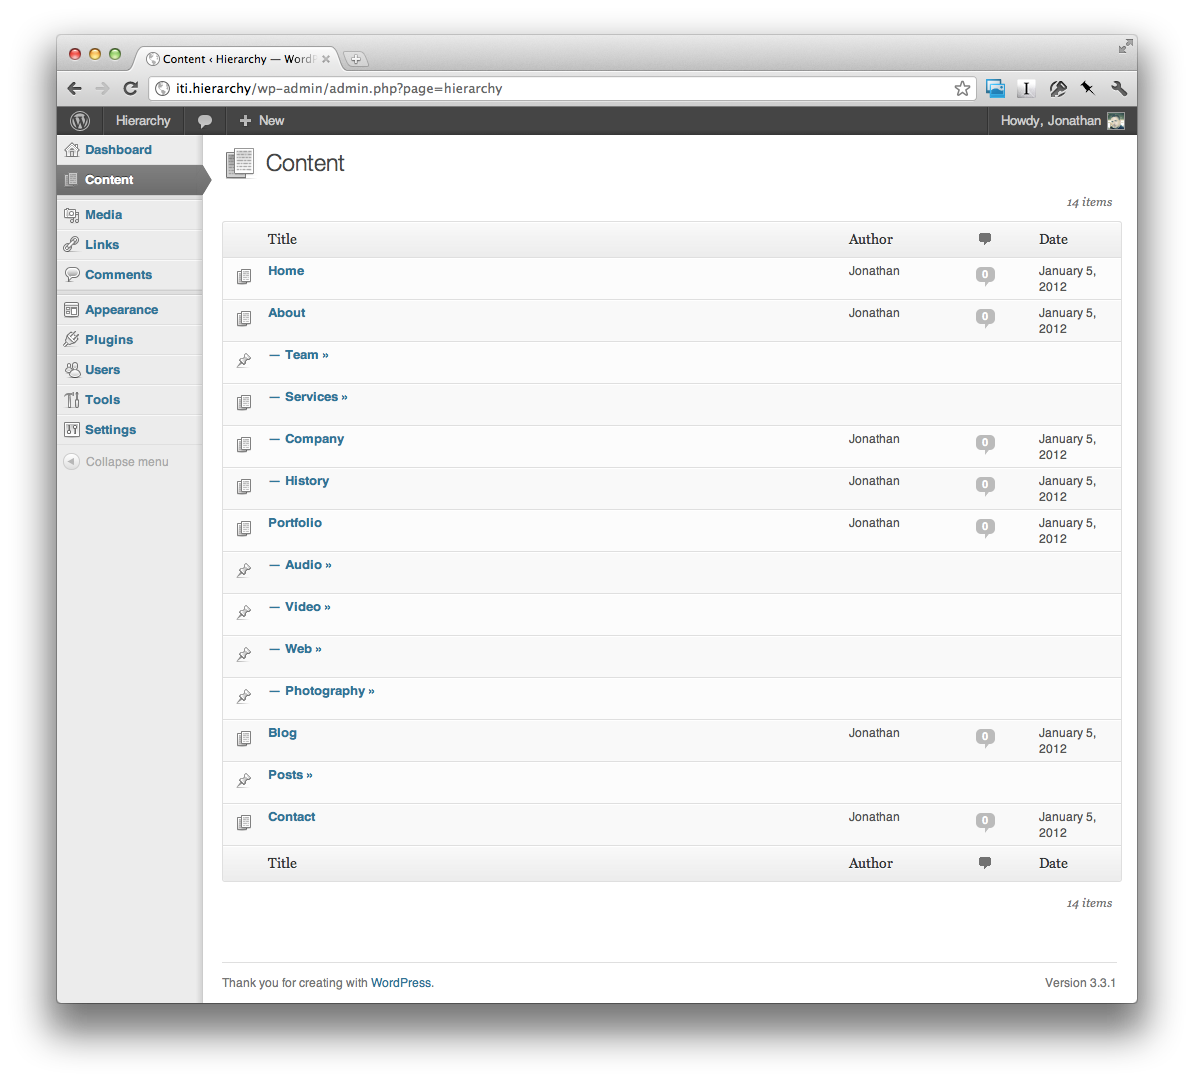 Content ‹ Hierarchy — WordP
iti.hierarchy/wp-admin/admin.php?page=hierarchy
Hierarchy
+ New
Howdy, Jonathan
Dashboard
Content
Media
Links
Comments
Appearance
Plugins
Users
Tools
Settings
Collapse menu
Content
14 items
Title Author Date
Home Jonathan 0 January 5,
2012
About Jonathan 0 January 5,
2012
— Team »
— Services »
— Company Jonathan 0 January 5,
2012
— History Jonathan 0 January 5,
2012
Portfolio Jonathan 0 January 5,
2012
— Audio »
— Video »
— Web »
— Photography »
Blog Jonathan 0 January 5,
2012
Posts »
Contact Jonathan 0 January 5,
2012
Title Author Date
14 items
Thank you for creating with WordPress.
Version 3.3.1